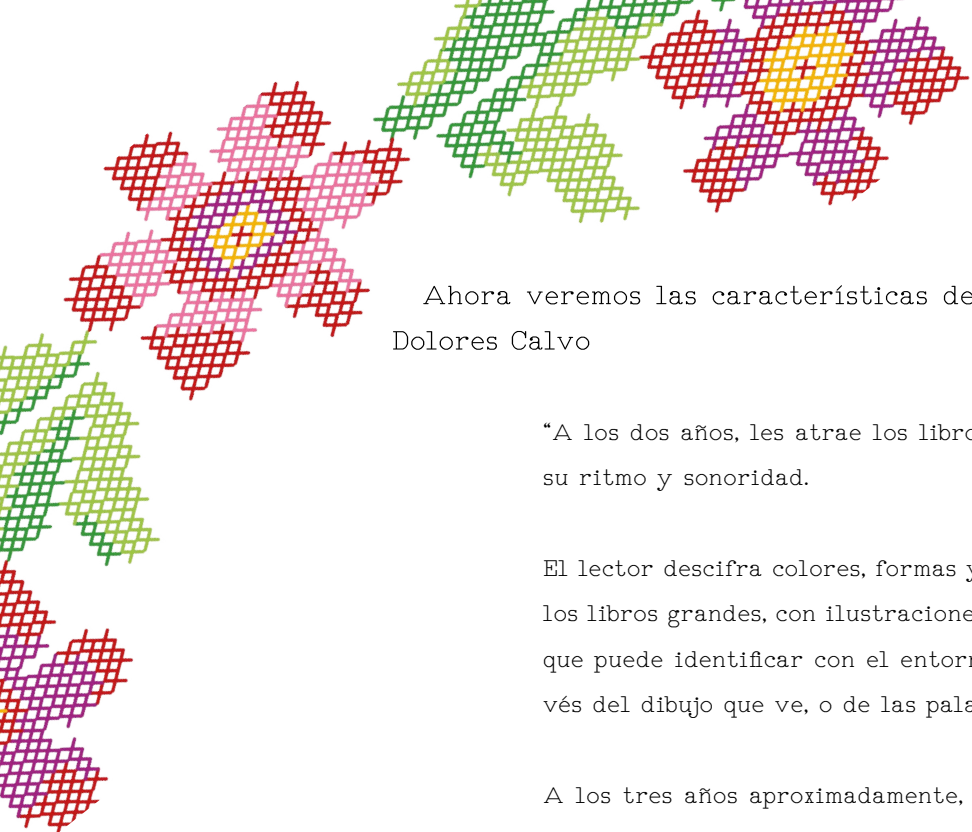 Ahora veremos las características de
Dolores Calvo
“A los dos años, les atrae los libro
su ritmo y sonoridad.
El lector descifra colores, formas y
los libros grandes, con ilustracione
que puede identificar con el entorn
vés del dibujo que ve, o de las pala
A los tres años aproximadamente,